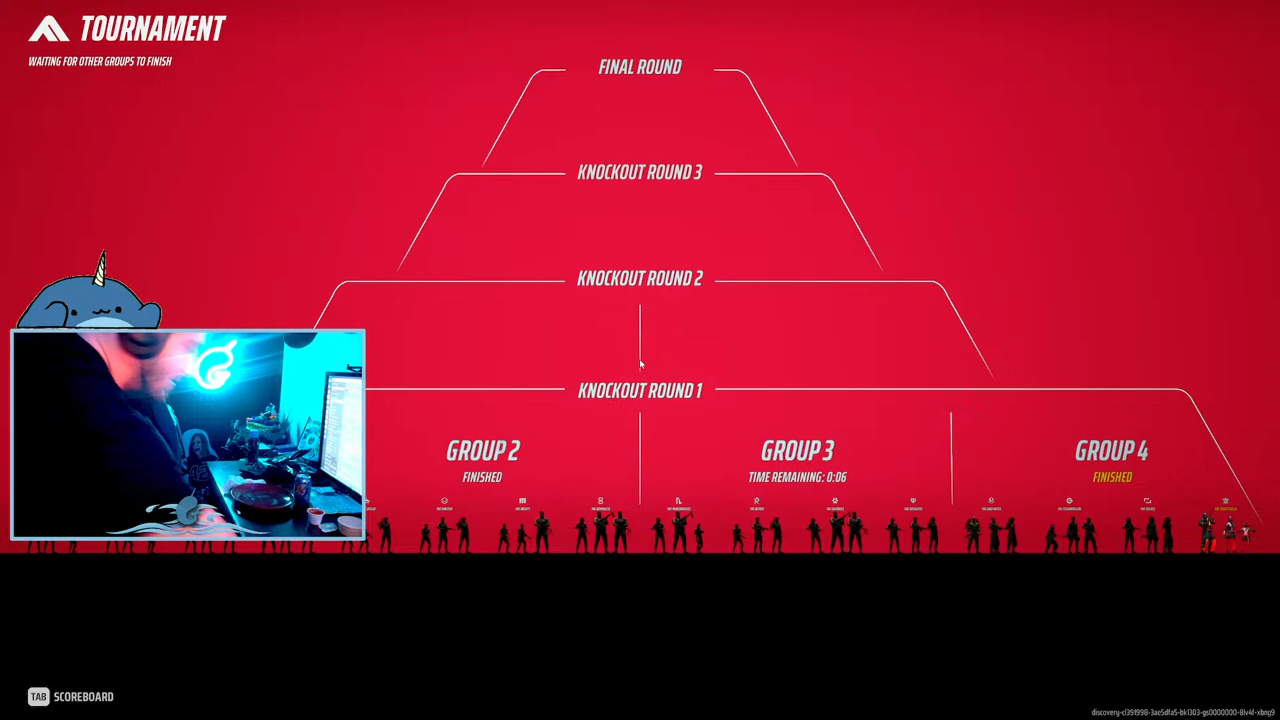 TOURNAMENT
WAITING FOR OTHER GROUPS TO FINISH
FINAL ROUND
KNOCKOUT ROUND 3
KNOCKOUT ROUND 2
KNOCKOUT ROUND 1
GROUP 2
FINISHED
GROUP 3
TIME REMAINING: 0:06
GROUP 4
FINISHED
TAB SCOREBOARD